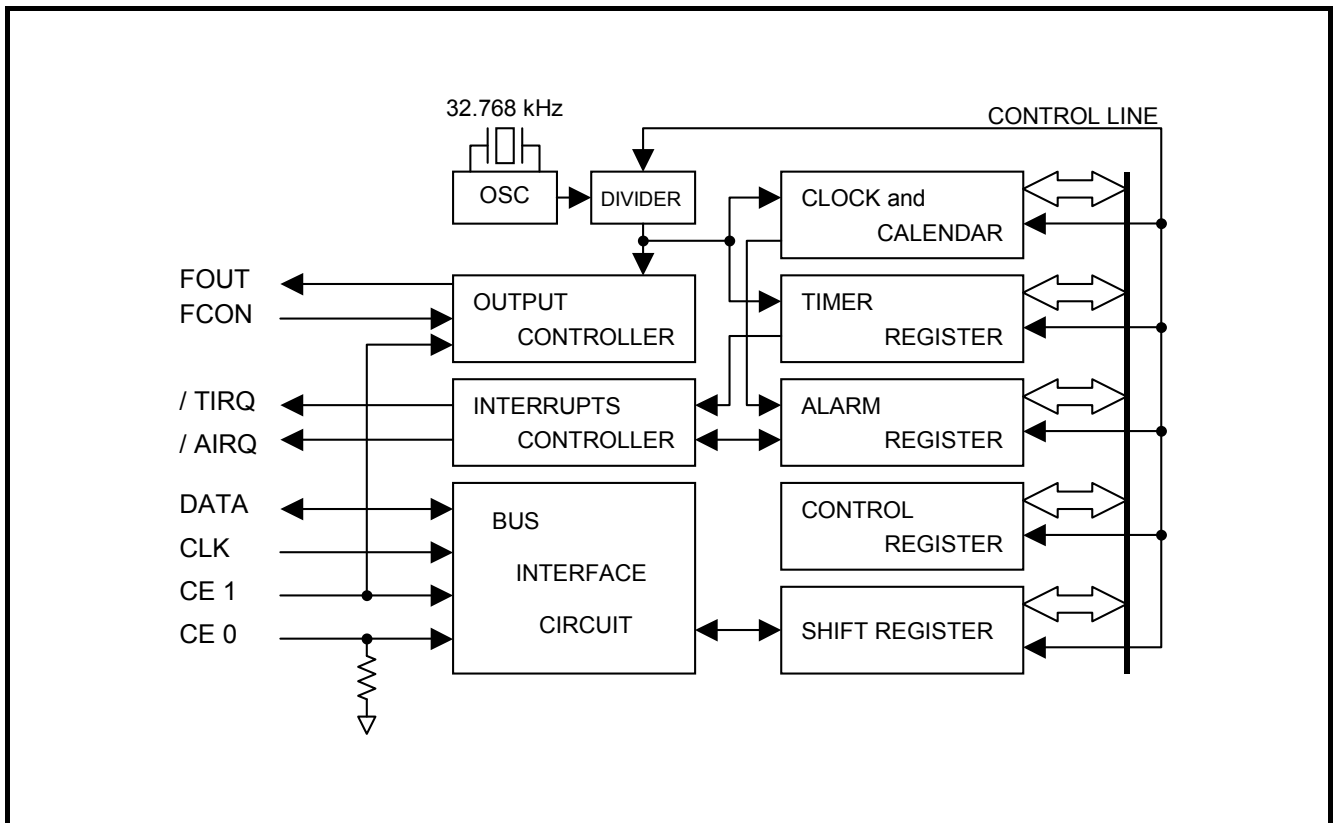 32.768 kHz
CONTROL LINE
OSC
DIVIDER
CLOCK and
CALENDAR
FOUT
FCON
OUTPUT
CONTROLLER
TIMER
REGISTER
/ TIRQ
/ AIRQ
INTERRUPTS
CONTROLLER
ALARM
REGISTER
DATA
CLK
CE 1
CE 0
BUS
INTERFACE
CIRCUIT
CONTROL
REGISTER
SHIFT REGISTER